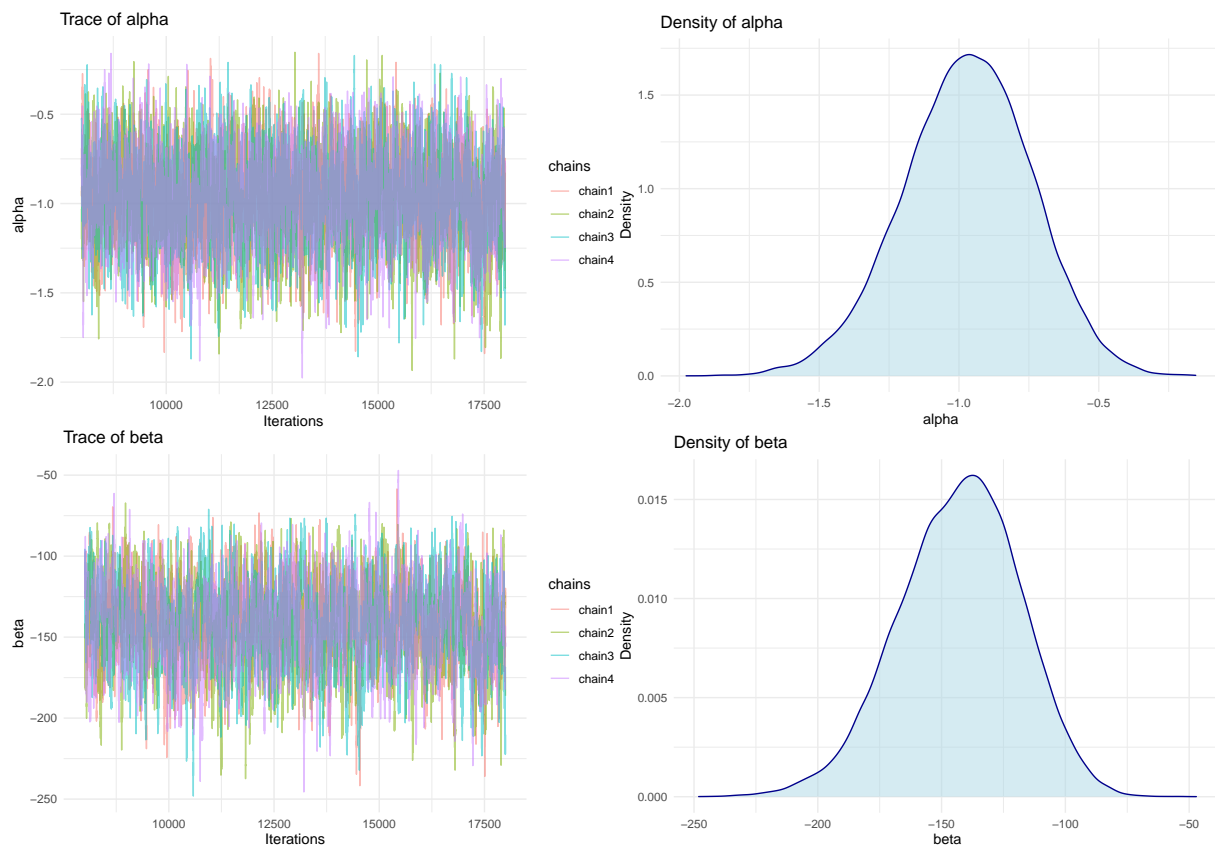 Trace of alpha
−0.5
−1.0
−1.5
−2.0
alpha
10000 12500 15000 17500
Iterations
chains
chain1
chain2
chain3
chain4
Density of alpha
1.5
1.0
0.5
0.0
Density
−2.0 −1.5 −1.0 −0.5
alpha
Trace of beta
−50
−100
−150
−200
−250
beta
10000 12500 15000 17500
Iterations
chains
chain1
chain2
chain3
chain4
Density of beta
0.015
0.010
0.005
0.000
Density
−250 −200 −150 −100 −50
beta